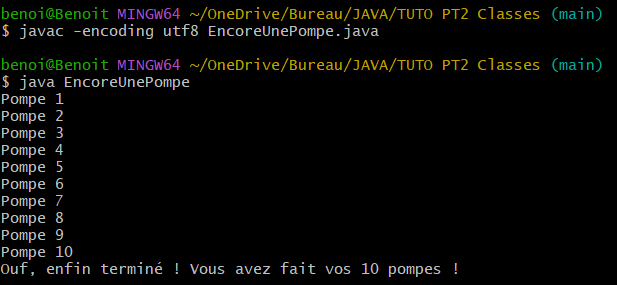 benoi@Benoit MINGW64 ~/OneDrive/Bureau/JAVA/TUTO PT2 Classes (main)
$ javac -encoding utf8 EncoreUnePompe.java
benoi@Benoit MINGW64 ~/OneDrive/Bureau/JAVA/TUTO PT2 Classes (main)
$ java EncoreUnePompe
Pompe 1
Pompe 2
Pompe 3
Pompe 4
Pompe 5
Pompe 6
Pompe 7
Pompe 8
Pompe 9
Pompe 10
Ouf, enfin terminé ! Vous avez fait vos 10 pompes !